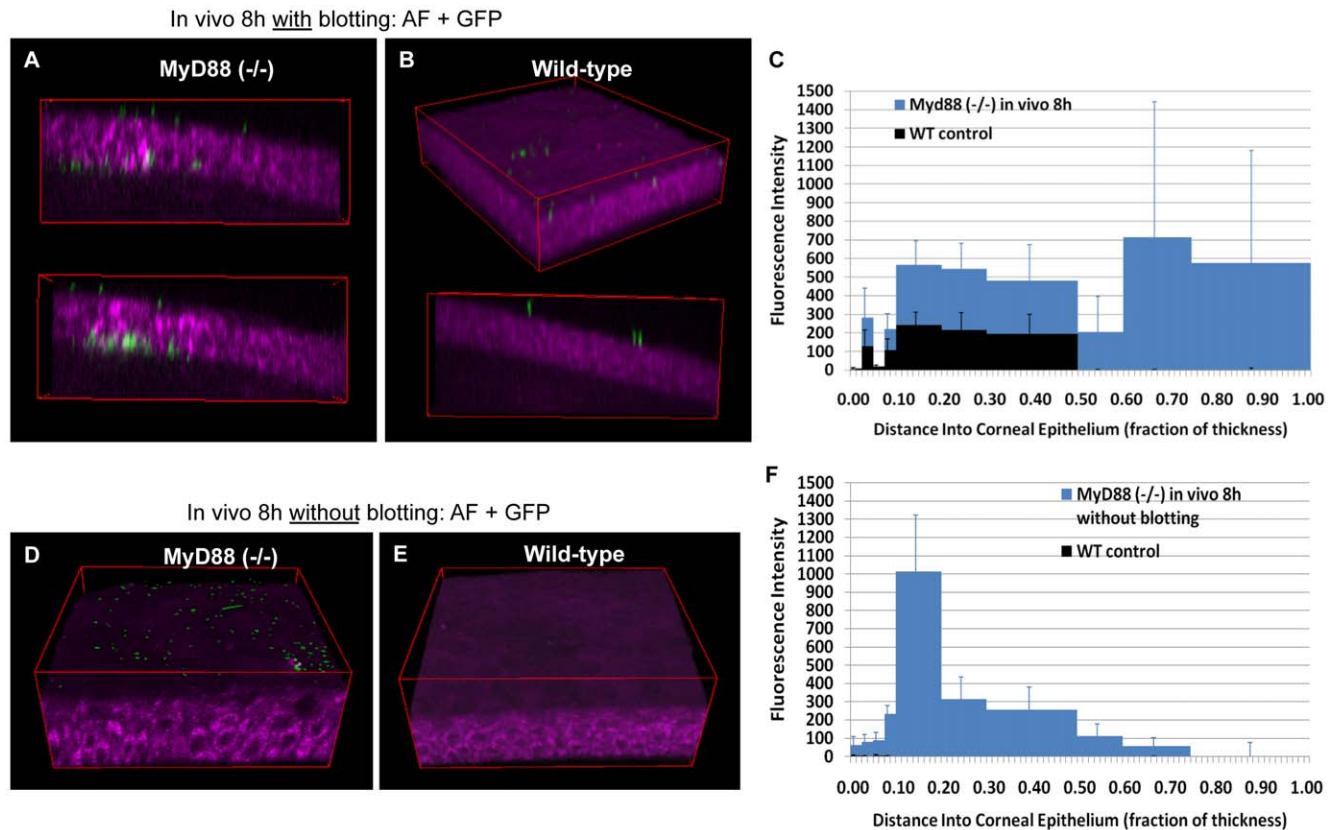 In vivo 8h with blotting: AF + GFP
A
MyD88 (-/-)
B
Wild-type
C
Myd88 (-/-) in vivo 8h
WT control
Fluorescence Intensity
1500
1400
1300
1200
1100
1000
900
800
700
600
500
400
300
200
100
0
0.00 0.10 0.20 0.30 0.40 0.50 0.60 0.70 0.80 0.90 1.00
Distance Into Corneal Epithelium (fraction of thickness)
In vivo 8h without blotting: AF + GFP
D
MyD88 (-/-)
E
Wild-type
F
MyD88 (-/-) in vivo 8h
without blotting
WT control
Fluorescence Intensity
1500
1400
1300
1200
1100
1000
900
800
700
600
500
400
300
200
100
0
0.00 0.10 0.20 0.30 0.40 0.50 0.60 0.70 0.80 0.90 1.00
Distance Into Corneal Epithelium (fraction of thickness)